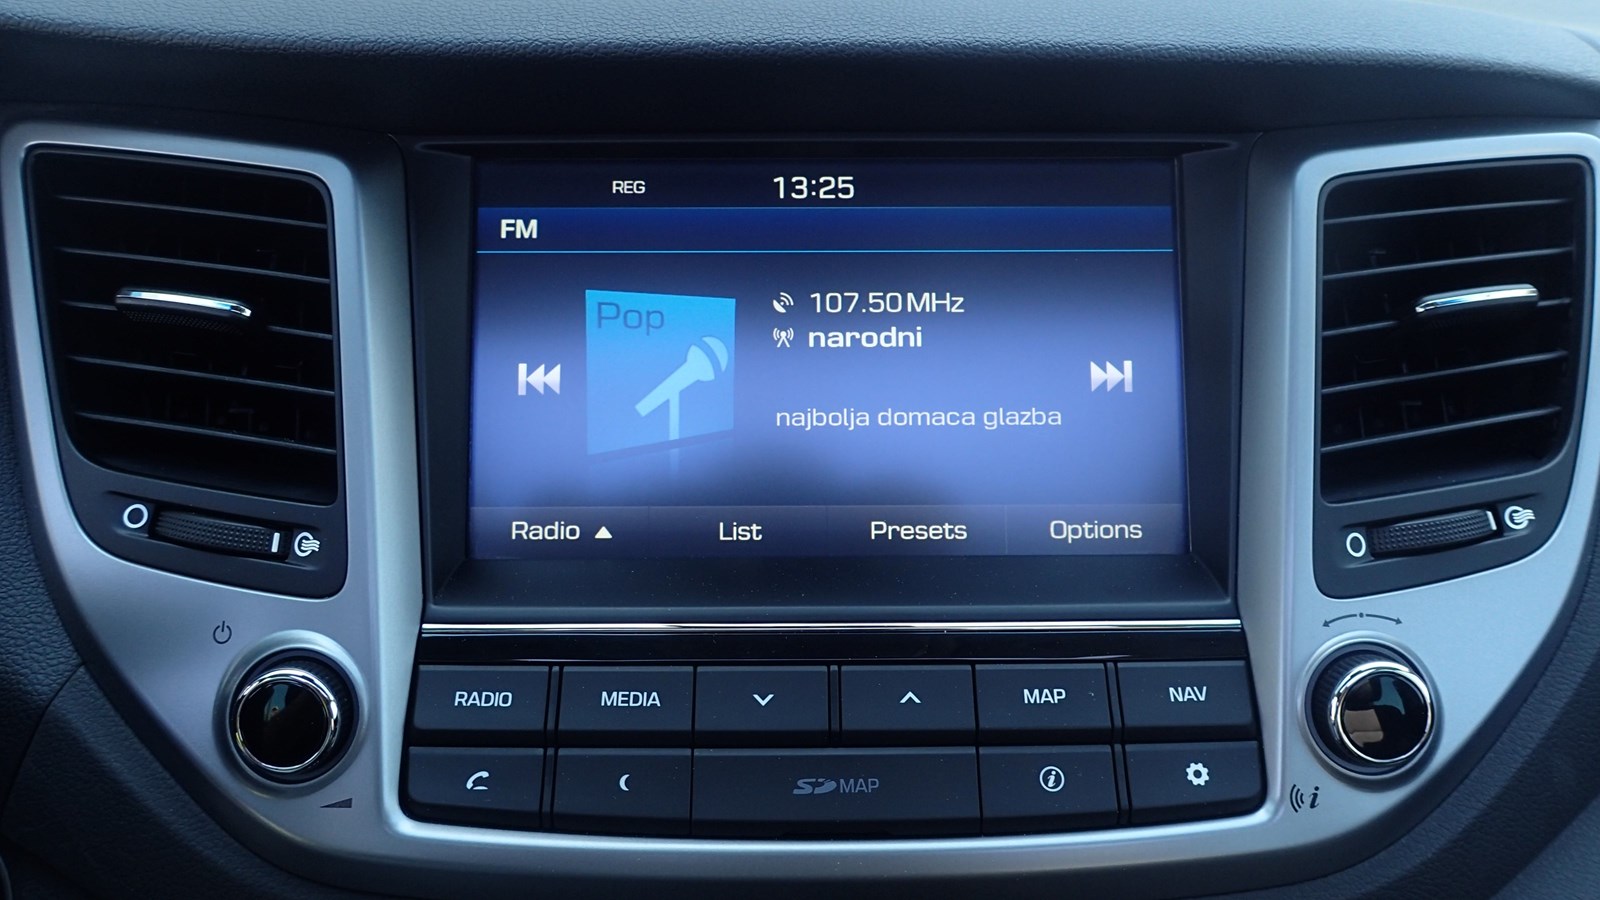 REG 13:25
FM
Pop
107.50MHz
narodni
najbolja domaca glazba
Radio List Presets Options
RADIO MEDIA MAP NAV
SD MAP
i
i